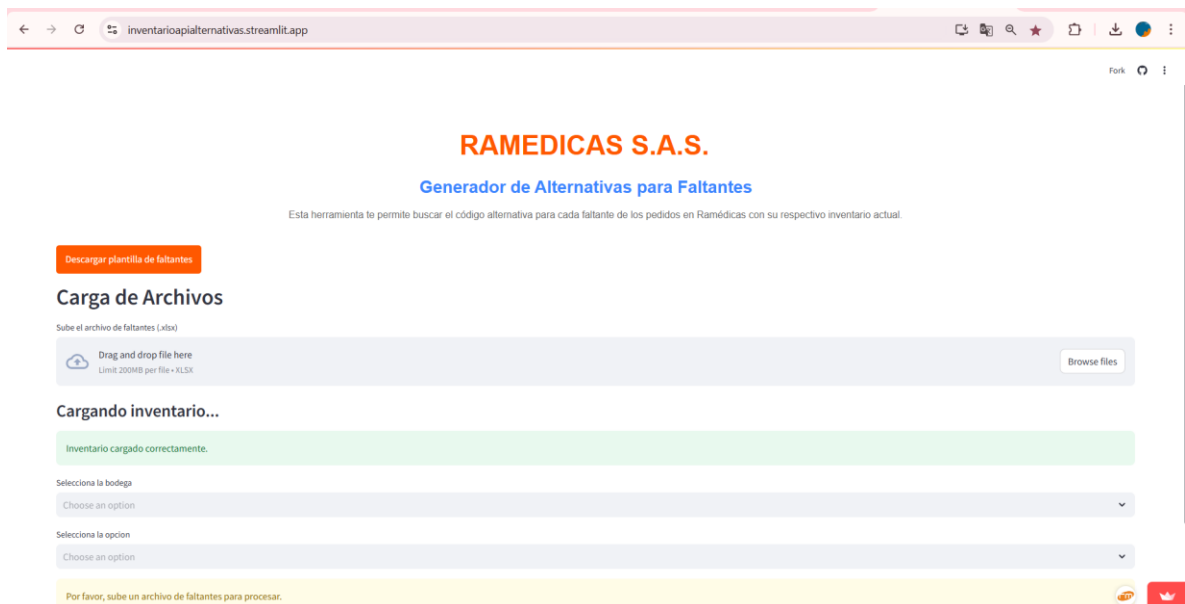 inventarioapialternativas.streamlit.app
Fork
RAMEDICAS S.A.S.
Generador de Alternativas para Faltantes
Esta herramienta te permite buscar el código alternativa para cada faltante de los pedidos en Ramédicas con su respectivo inventario actual.
Descargar plantilla de faltantes
Carga de Archivos
Sube el archivo de faltantes (.xlsx)
Drag and drop file here
Limit 200MB per file • XLSX
Browse files
Cargando inventario...
Inventario cargado correctamente.
Selecciona la bodega
Choose an option
Selecciona la opcion
Choose an option
Por favor, sube un archivo de faltantes para procesar.